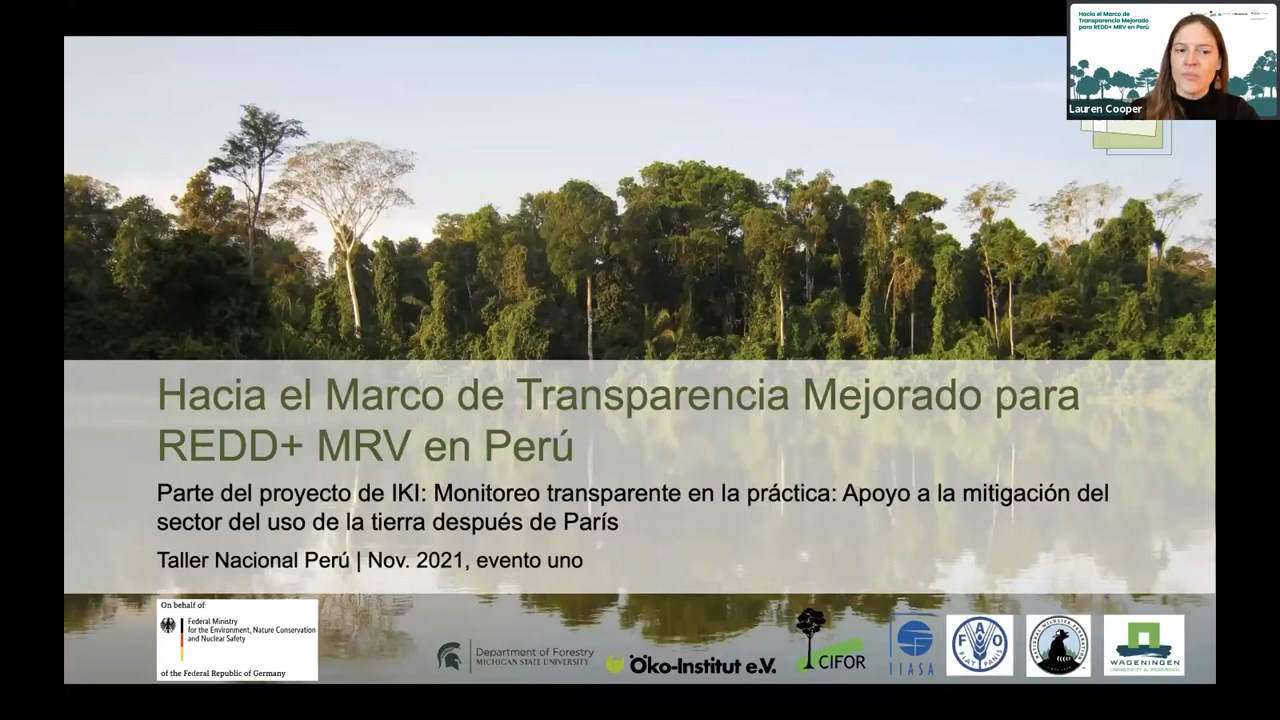 Hacia el Marco de
Transparencia Mejorado
para REDD+ MRV en Perú
Lauren Cooper
Hacia el Marco de Transparencia Mejorado para
REDD+ MRV en Perú
Parte del proyecto de IKI: Monitoreo transparente en la práctica: Apoyo a la mitigación del
sector del uso de la tierra después de París
Taller Nacional Perú | Nov. 2021, evento uno
On behalf of
Federal Ministry
for the Environment, Nature Conservation
and Nuclear Safety
of the Federal Republic of Germany
Department of Forestry
MICHIGAN STATE UNIVERSITY
Öko-Institut e.V.
CIFOR
IIASA
FAO
FIAT PANIS
NATIONAL WILDLIFE FEDERATION
WAGENINGEN
UNIVERSITY & RESEARCH